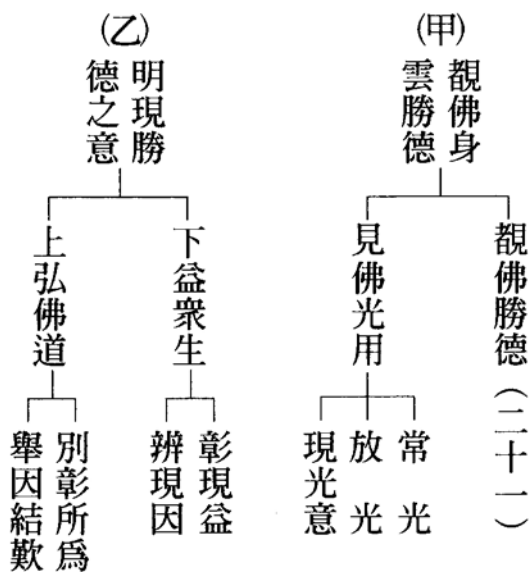 (甲)
覩佛身
雲勝德
覩佛勝德(二十一)
見佛光用
常光
放光
現光意
(乙)
明現勝
德之意
下益衆生
彰現益
辨現因
上弘佛道
別彰所爲
舉因結歎